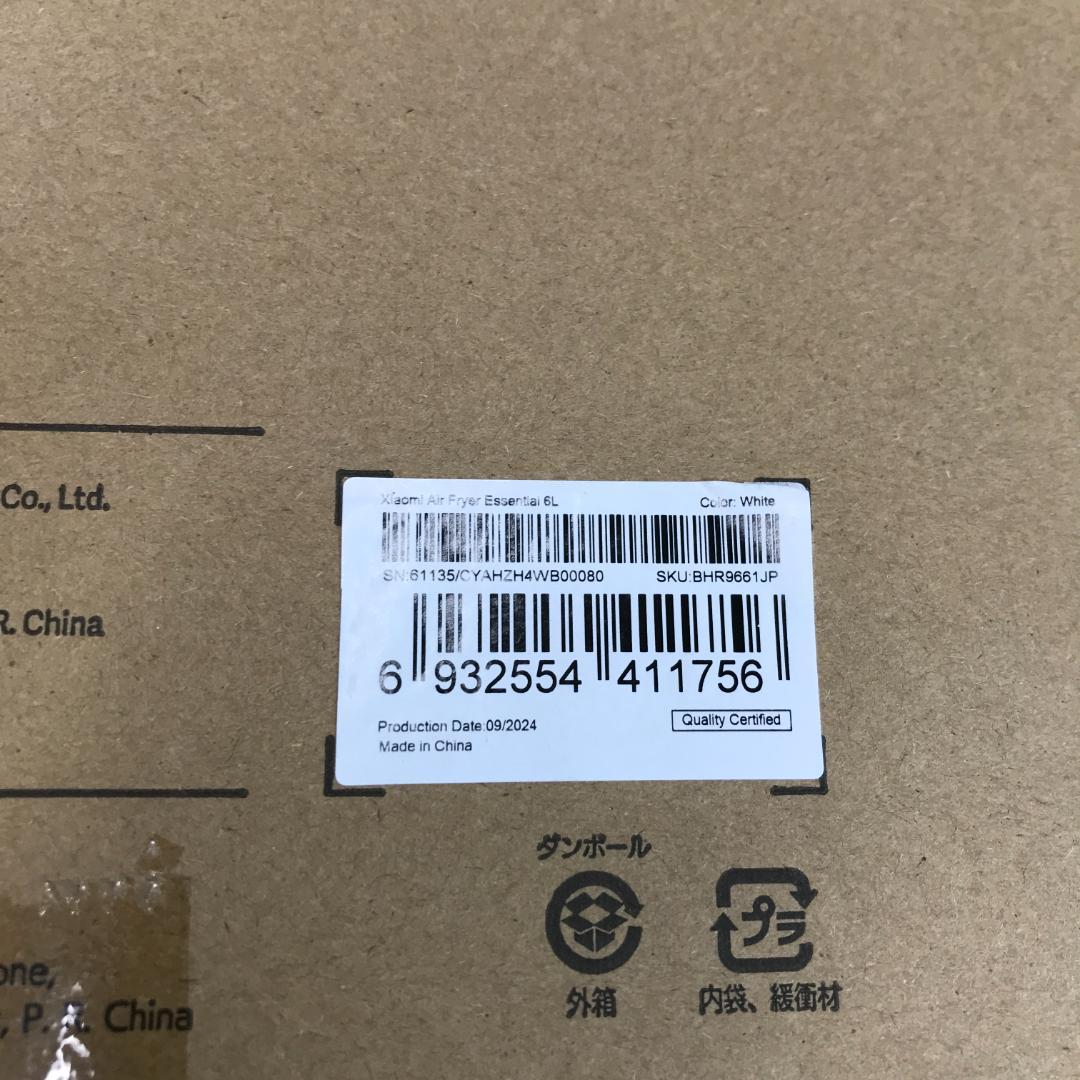 Co., Ltd.
R. China
Xiaomi Air Fryer Essential 6L Color: White
SN:61135/CYAHZH4WB00080 SKU:BHR9661JP
6 932554 411756
Production Date:09/2024 Quality Certified
Made in China
ダンボール
プラ
外箱 内袋、緩衝材
one,
, P. R. China